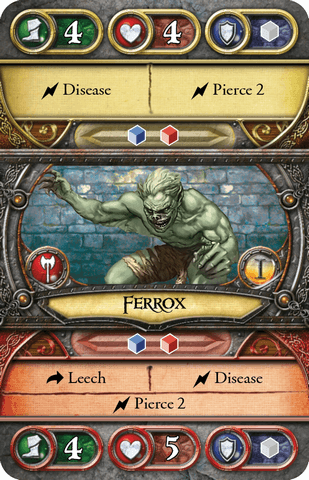 4 4
Disease Pierce 2
FERROX
I
Leech Disease
Pierce 2
4 5